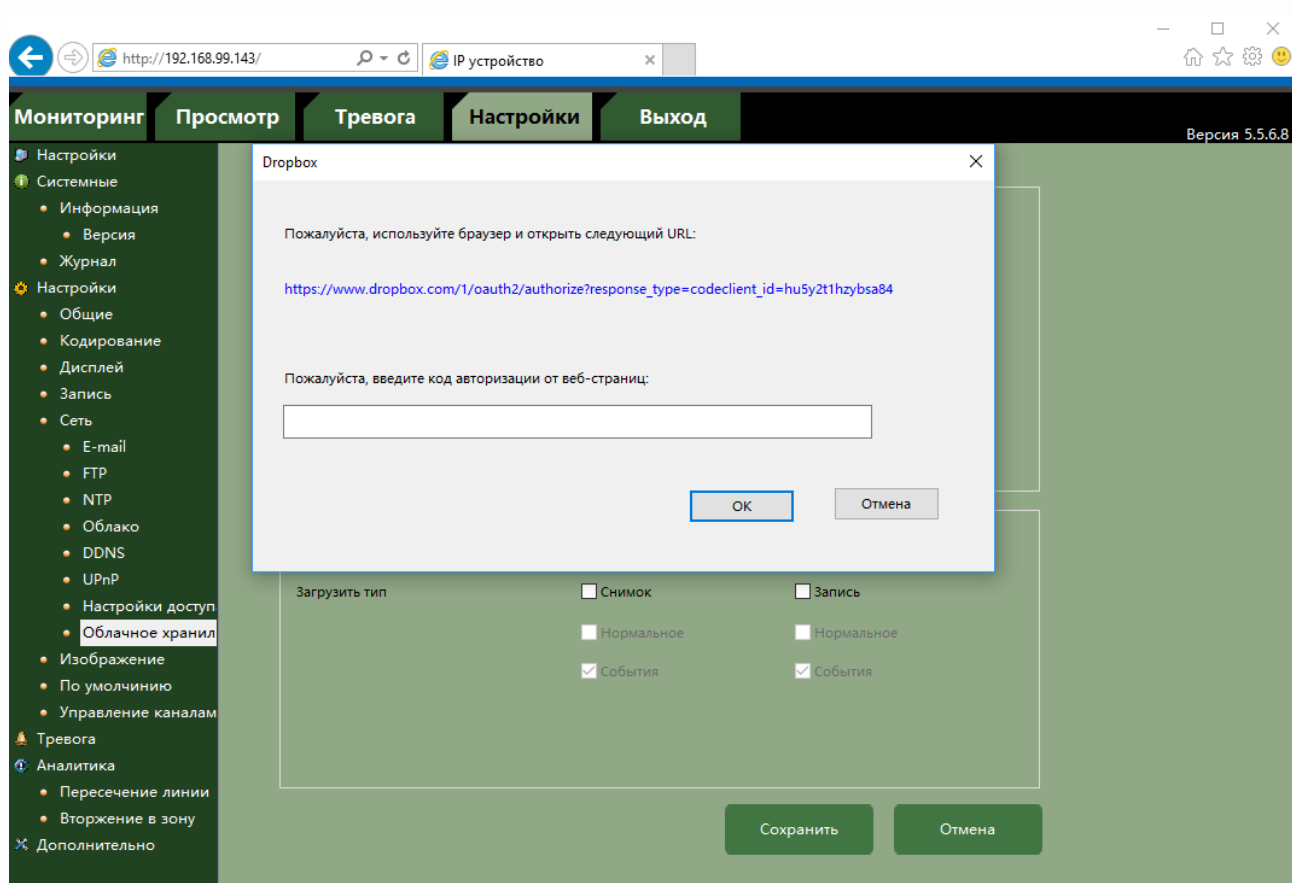 http://192.168.99.143/
IP устройство
Мониторинг Просмотр Тревога Настройки Выход
Версия 5.5.6.8
Настройки
Системные
Информация
Версия
Журнал
Настройки
Общие
Кодирование
Дисплей
Запись
Сеть
E-mail
FTP
NTP
Облако
DDNS
UPnP
Настройки доступ
Облачное хранил
Изображение
По умолчинию
Управление каналам
Тревога
Аналитика
Пересечение линии
Вторжение в зону
Дополнительно
Dropbox
Пожалуйста, используйте браузер и открыть следующий URL:
https://www.dropbox.com/1/oauth2/authorize?response_type=codeclient_id=hu5y2t1hzybsa84
Пожалуйста, введите код авторизации от веб-страниц:
OK Отмена
Загрузить тип Снимок Запись
Нормальное Нормальное
События События
Сохранить Отмена